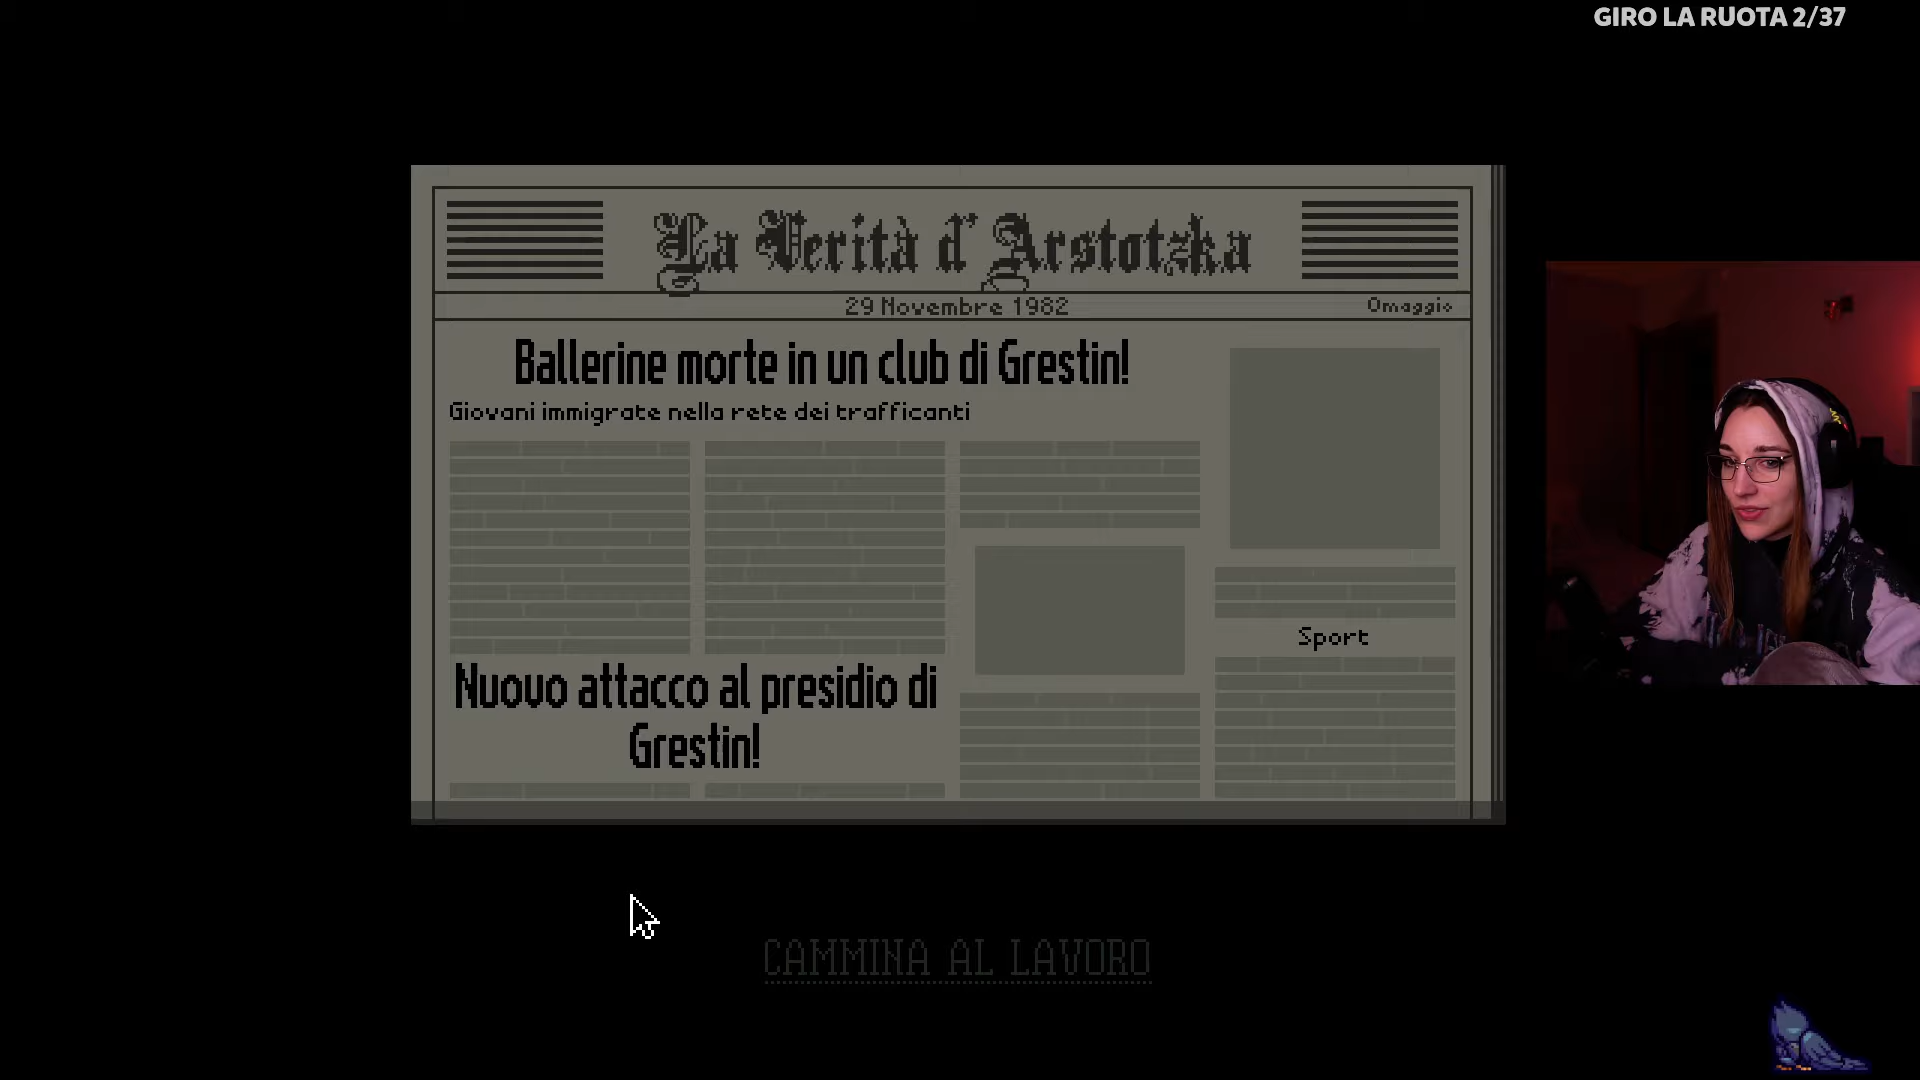 GIRO LA RUOTA 2/37
La Verità d'Arstotzka
29 Novembre 1982
Omaggio
Ballerine morte in un club di Grestin!
Giovani immigrate nella rete dei trafficanti
Sport
Nuovo attacco al presidio di
Grestin!
CAMMINA AL LAVORO